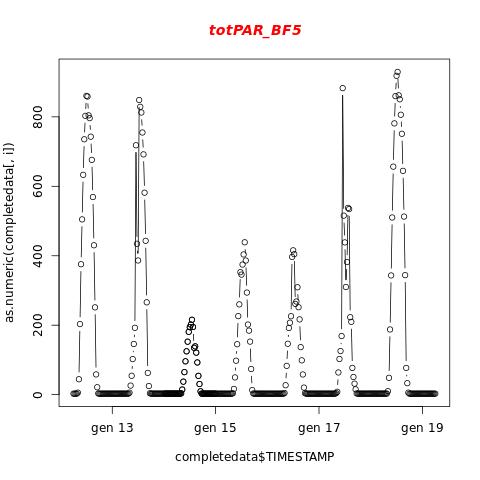 totPAR_BF5
as.numeric(completedata[, i])
800
600
400
200
0
gen 13
gen 15
gen 17
gen 19
completedata$TIMESTAMP